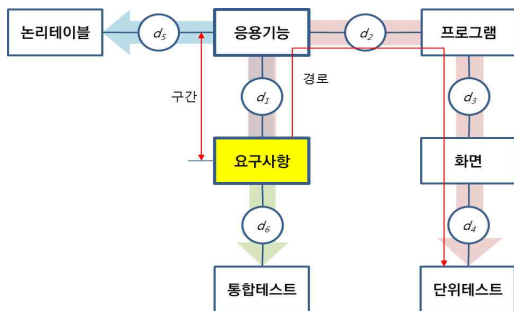 논리테이블
d5
응용기능
d2
프로그램
구간
d1
경로
d3
요구사항
화면
d6
d4
통합테스트
단위테스트